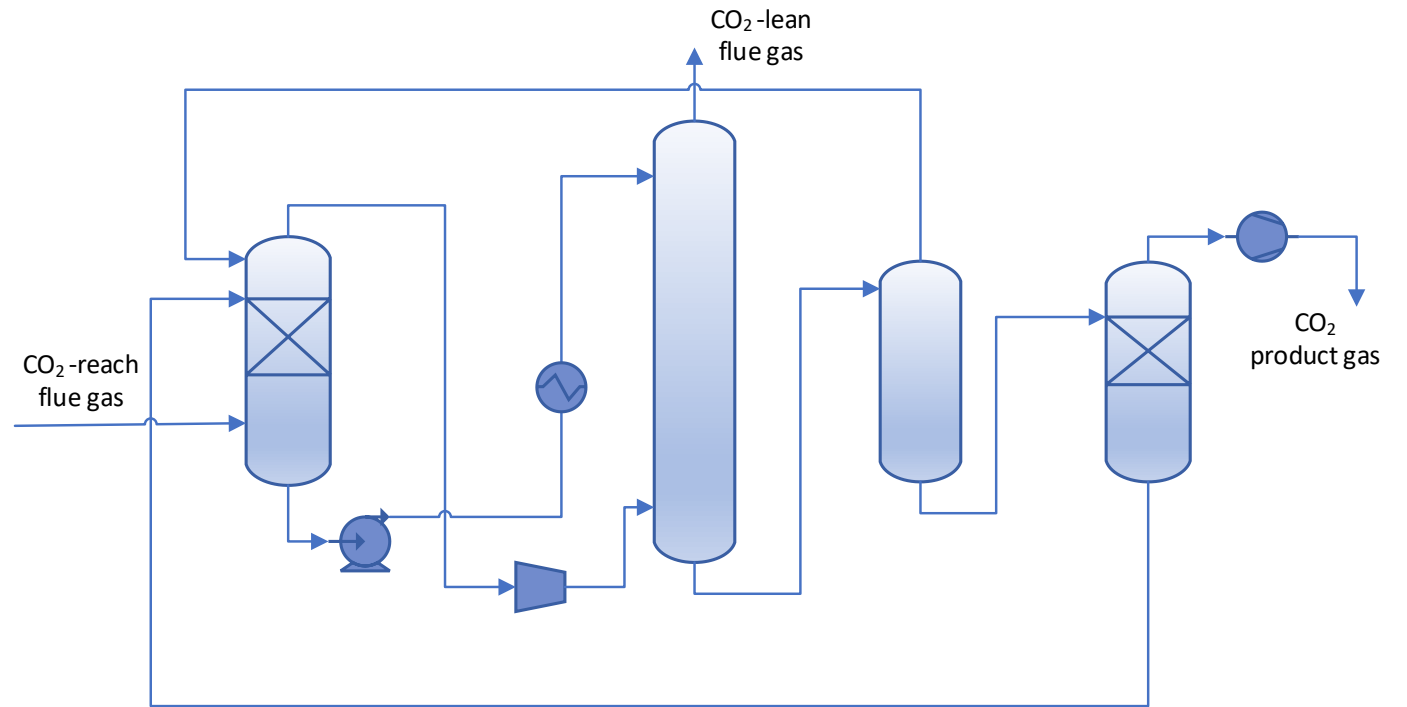 CO₂-lean
flue gas
CO₂-reach
flue gas
CO₂
product gas